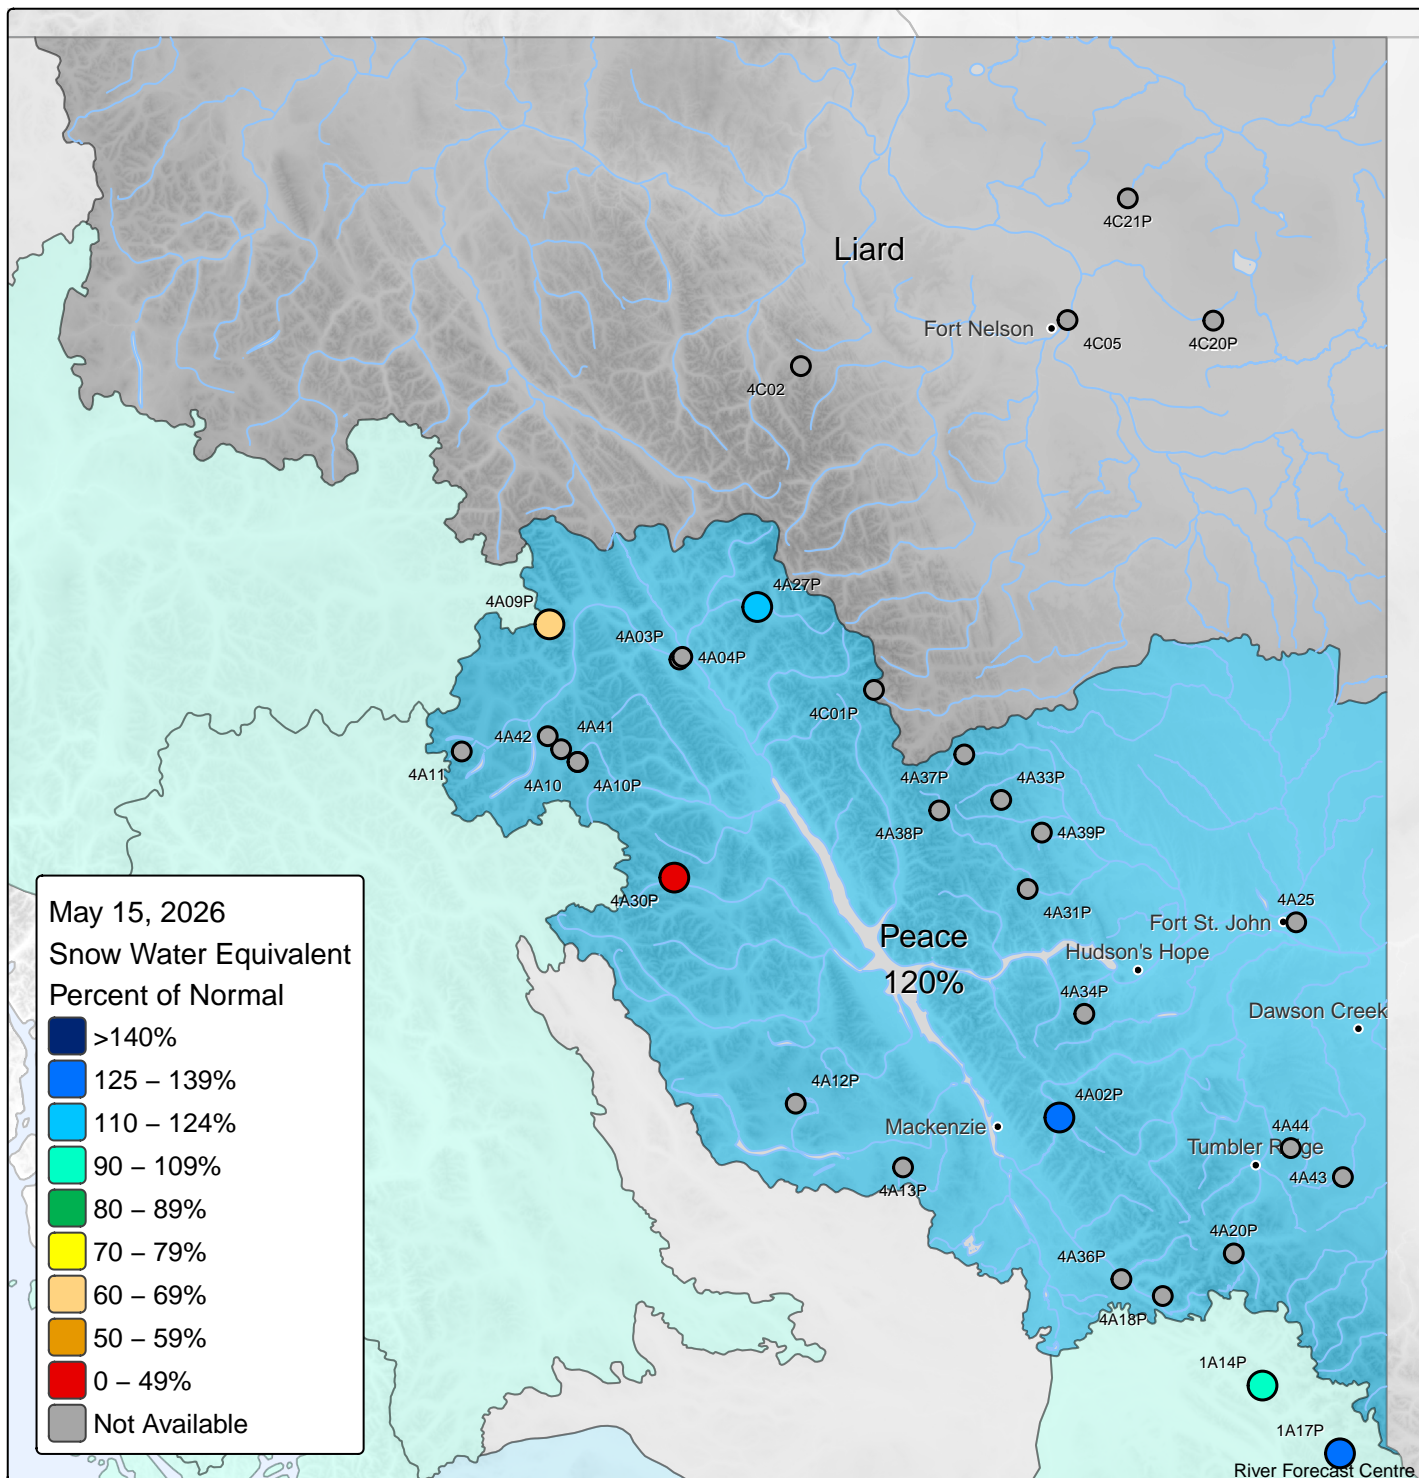 4C21P
Liard
Fort Nelson
4C05
4C20P
4C02
4A27P
4A09P
4A03P
4A04P
4C01P
4A42
4A41
4A11
4A10
4A10P
4A37P
4A33P
4A38P
4A39P
4A30P
4A31P
4A25
Fort St. John
Peace
120%
Hudson's Hope
4A34P
Dawson Creek
4A12P
4A02P
Mackenzie
4A44
Tumbler Ridge
4A43
4A13P
4A20P
4A36P
4A18P
1A14P
1A17P
River Forecast Centre
May 15, 2026
Snow Water Equivalent
Percent of Normal
>140%
125 – 139%
110 – 124%
90 – 109%
80 – 89%
70 – 79%
60 – 69%
50 – 59%
0 – 49%
Not Available